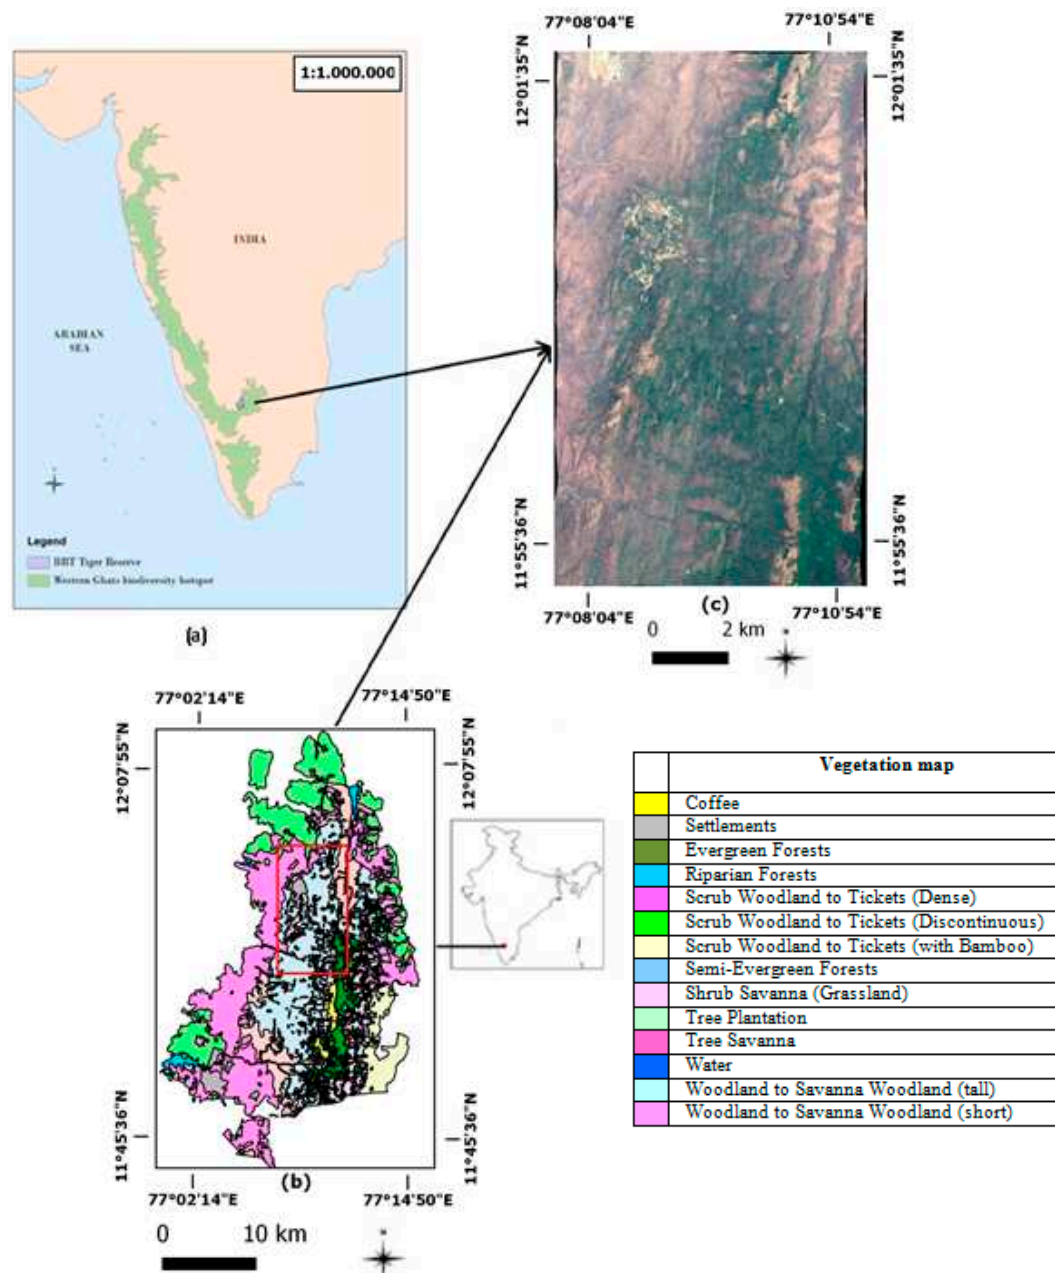 77°08'04"E
77°10'54"E
1:1.000.000
12°01'35"N
12°01'35"N
INDIA
ARABIAN
SEA
11°55'36"N
11°55'36"N
Legend
BRT Tiger Reserve
Western Ghats biodiversity hotspot
(a)
77°08'04"E
(c)
77°10'54"E
0
2 km
77°02'14"E
77°14'50"E
12°07'55"N
12°07'55"N
11°45'36"N
11°45'36"N
(b)
77°02'14"E
77°14'50"E
0
10 km
Vegetation map
Coffee
Settlements
Evergreen Forests
Riparian Forests
Scrub Woodland to Tickets (Dense)
Scrub Woodland to Tickets (Discontinuous)
Scrub Woodland to Tickets (with Bamboo)
Semi-Evergreen Forests
Shrub Savanna (Grassland)
Tree Plantation
Tree Savanna
Water
Woodland to Savanna Woodland (tall)
Woodland to Savanna Woodland (short)